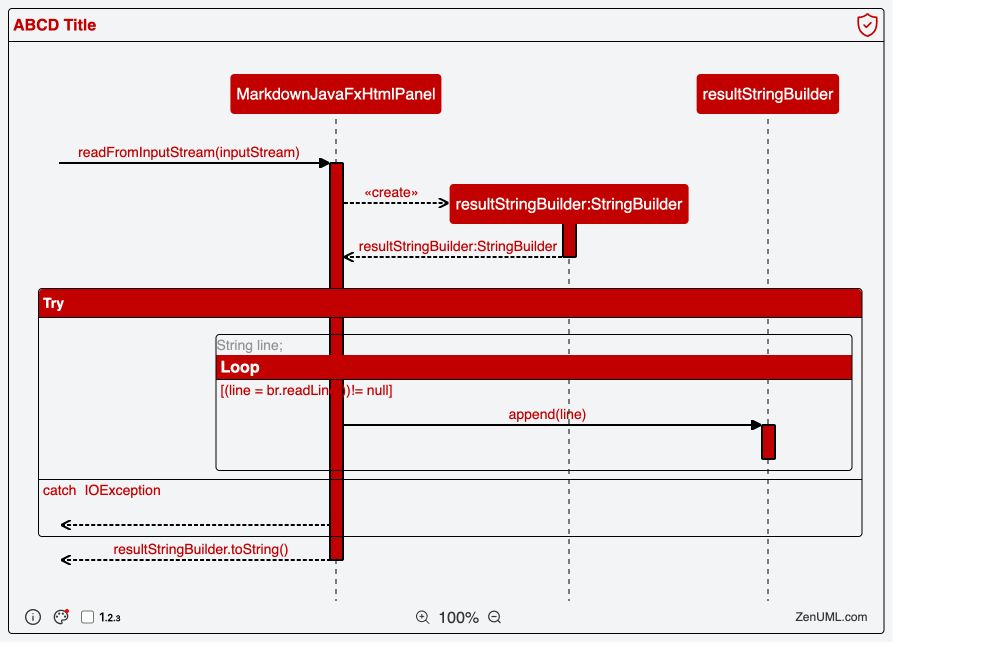 ABCD Title
MarkdownJavaFxHtmlPanel
resultStringBuilder
readFromInputStream(inputStream)
«create»
resultStringBuilder:StringBuilder
resultStringBuilder:StringBuilder
Try
String line;
Loop
[(line = br.readLin )!= null]
append(line)
catch IOException
resultStringBuilder.toString()
1.2.3
100%
ZenUML.com